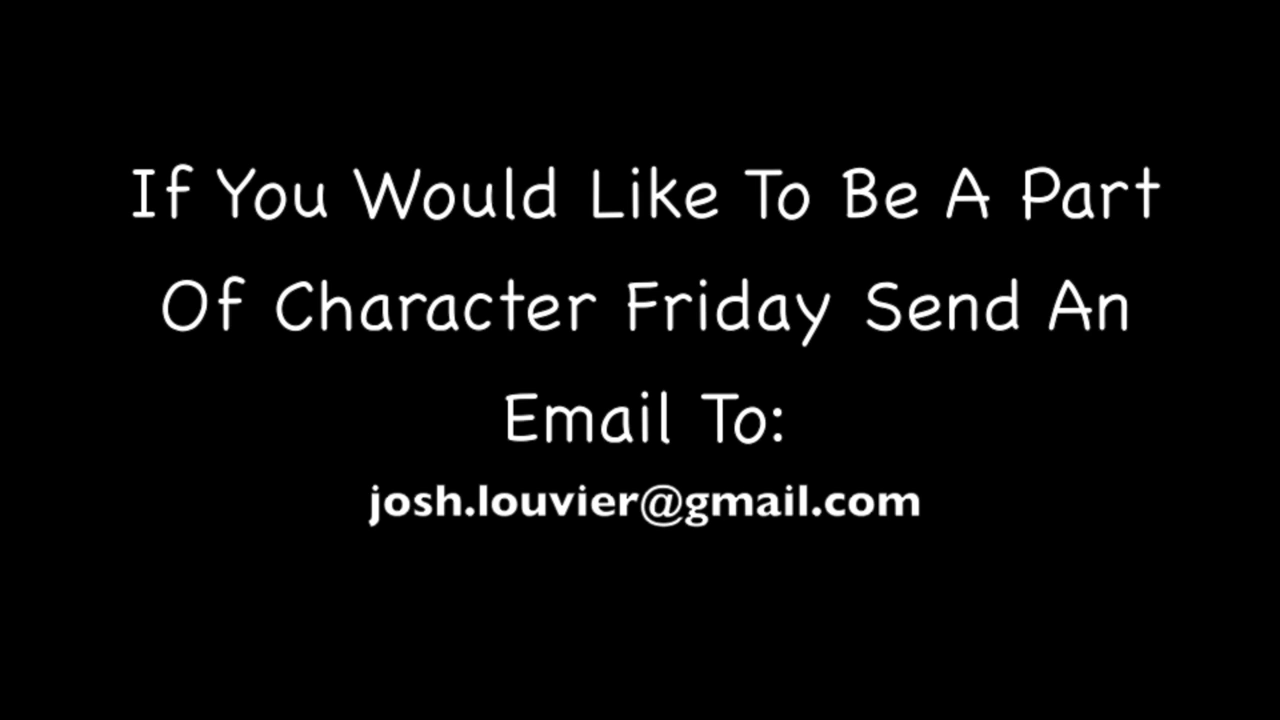 If You Would Like To Be A Part
Of Character Friday Send An
Email To:
josh.louvier@gmail.com